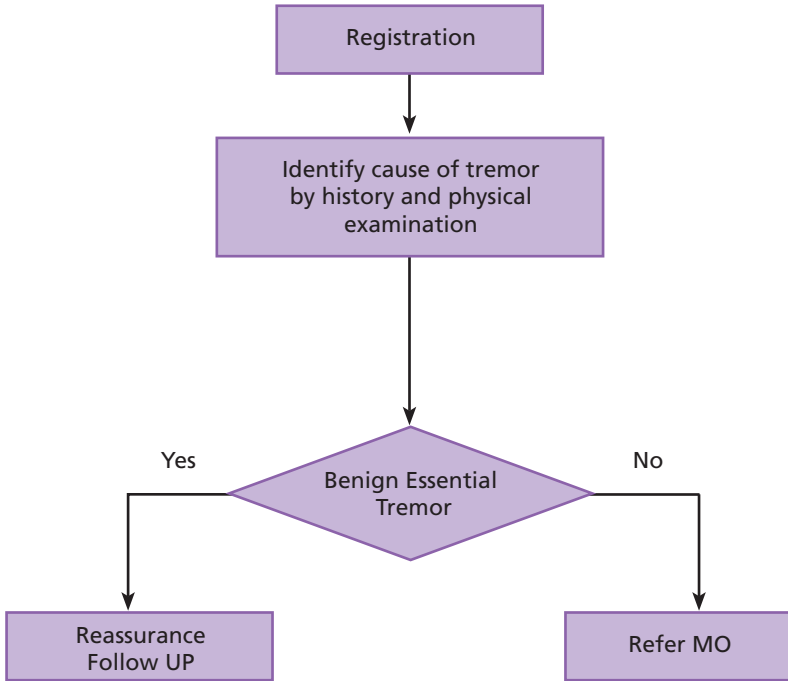 Registration
Identify cause of tremor
by history and physical
examination
Yes
No
Benign Essential
Tremor
Reassurance
Follow UP
Refer MO